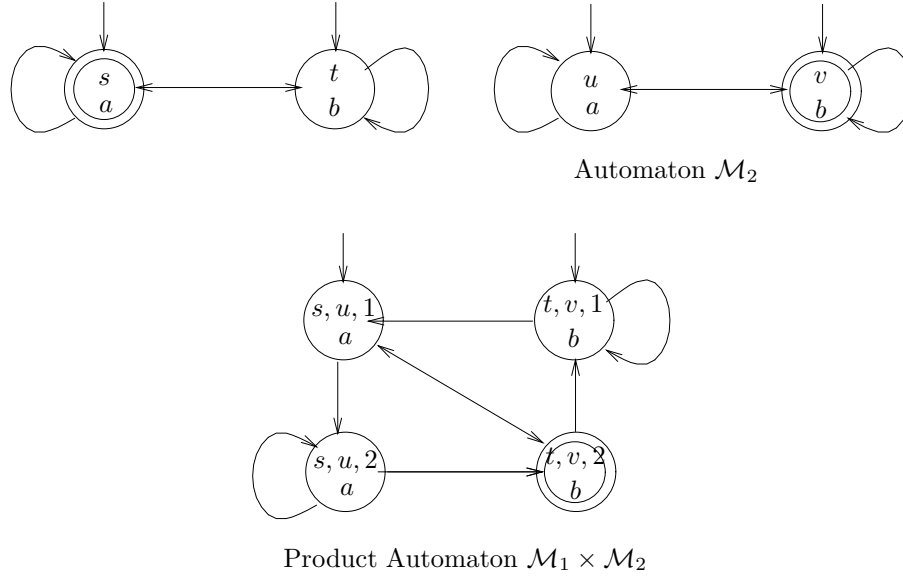 s t u v
a b a b
Automaton M₂
s, u, 1 t, v, 1
a b
s, u, 2 t, v, 2
a b
Product Automaton M₁ × M₂